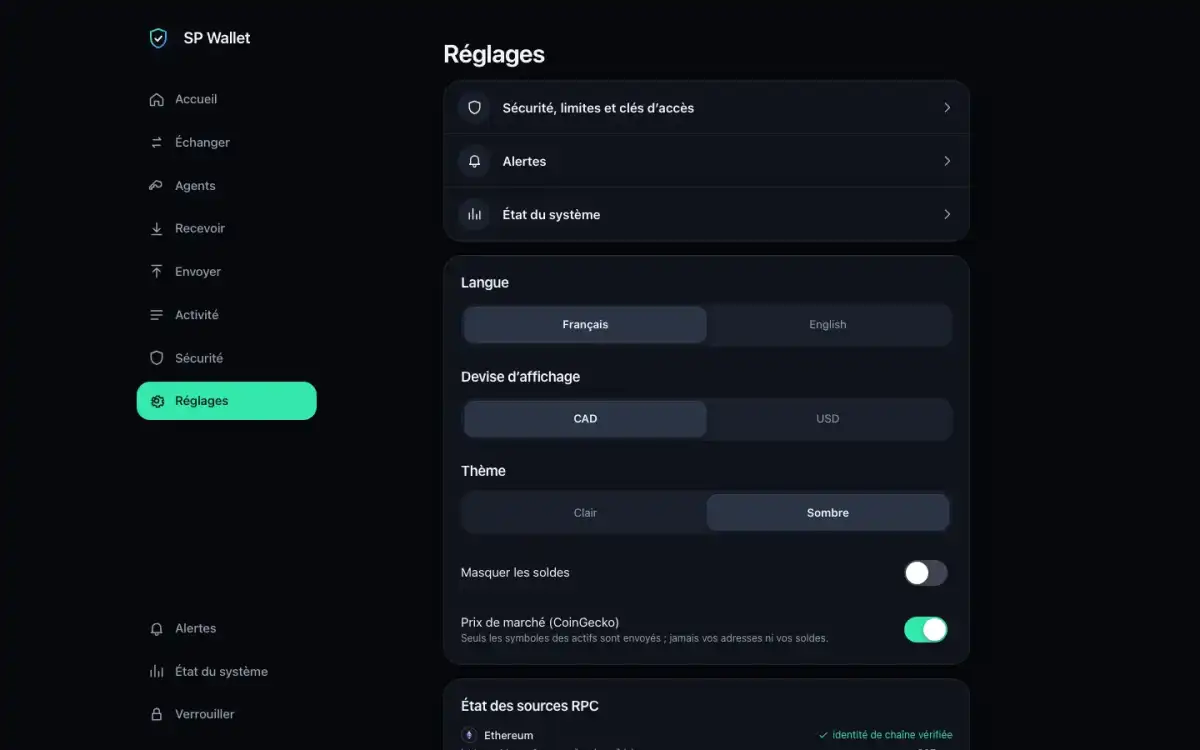 SP Wallet
Accueil
Échanger
Agents
Recevoir
Envoyer
Activité
Sécurité
Réglages
Alertes
État du système
Verrouiller
Réglages
Sécurité, limites et clés d’accès
Alertes
État du système
Langue
Français English
Devise d’affichage
CAD USD
Thème
Clair Sombre
Masquer les soldes
Prix de marché (CoinGecko)
Seuls les symboles des actifs sont envoyés ; jamais vos adresses ni vos soldes.
État des sources RPC
Ethereum identité de chaîne vérifiée